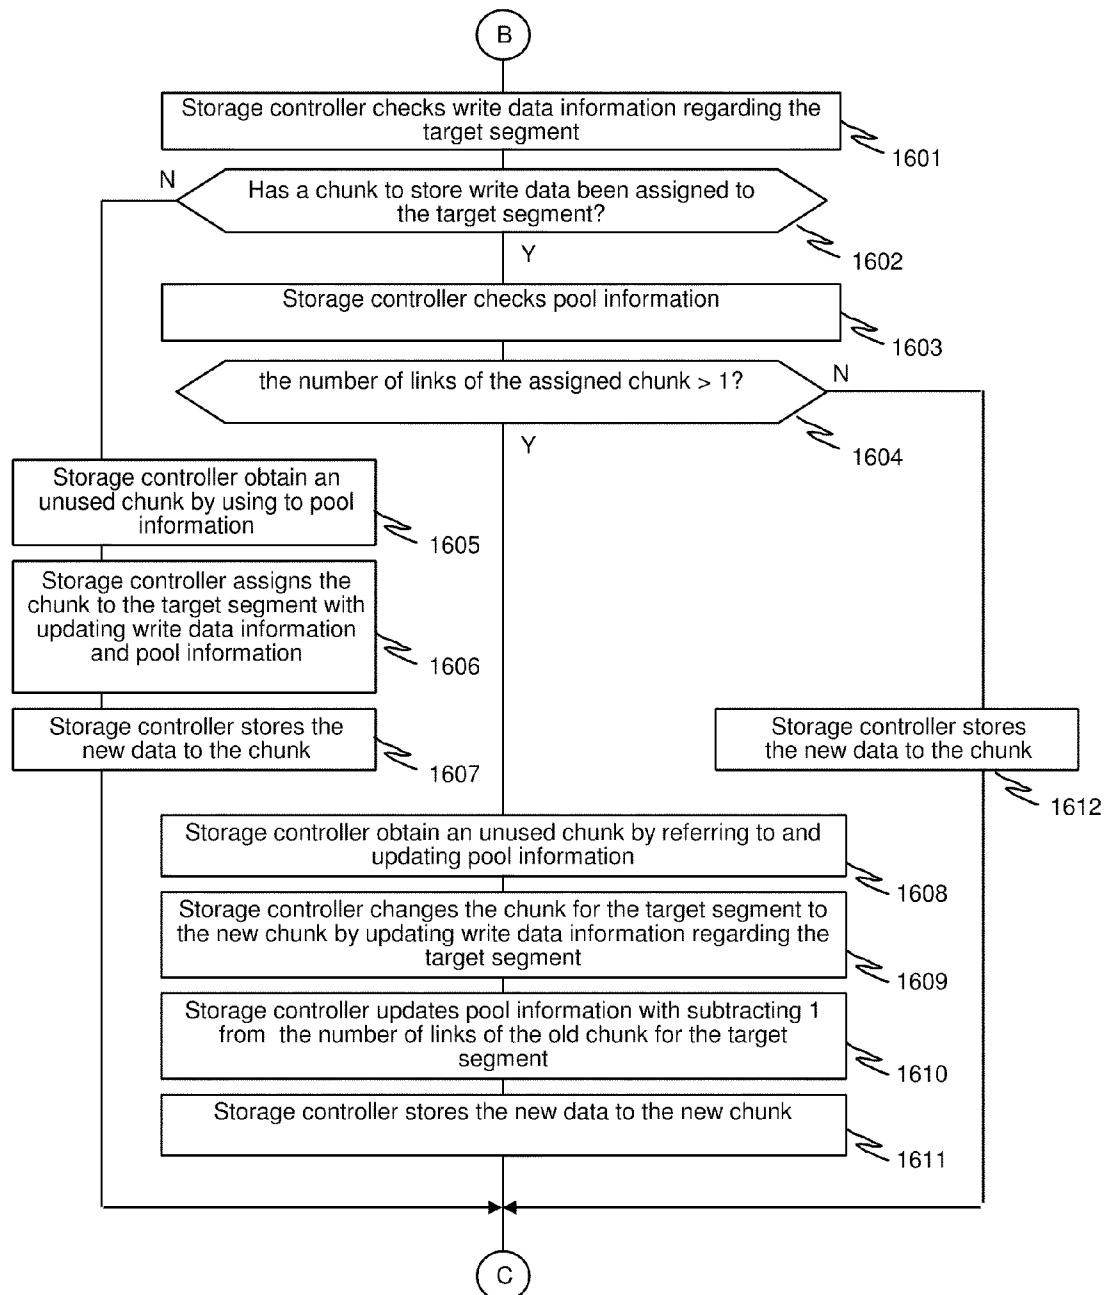 B
Storage controller checks write data information regarding the
target segment
1601
N
Has a chunk to store write data been assigned to
the target segment?
1602
Y
Storage controller checks pool information
1603
the number of links of the assigned chunk > 1?
N
1604
Y
Storage controller obtain an
unused chunk by using to pool
information
1605
Storage controller assigns the
chunk to the target segment with
updating write data information
and pool information
1606
Storage controller stores the
new data to the chunk
1607
Storage controller stores
the new data to the chunk
1612
Storage controller obtain an unused chunk by referring to and
updating pool information
1608
Storage controller changes the chunk for the target segment to
the new chunk by updating write data information regarding the
target segment
1609
Storage controller updates pool information with subtracting 1
from the number of links of the old chunk for the target
segment
1610
Storage controller stores the new data to the new chunk
1611
C